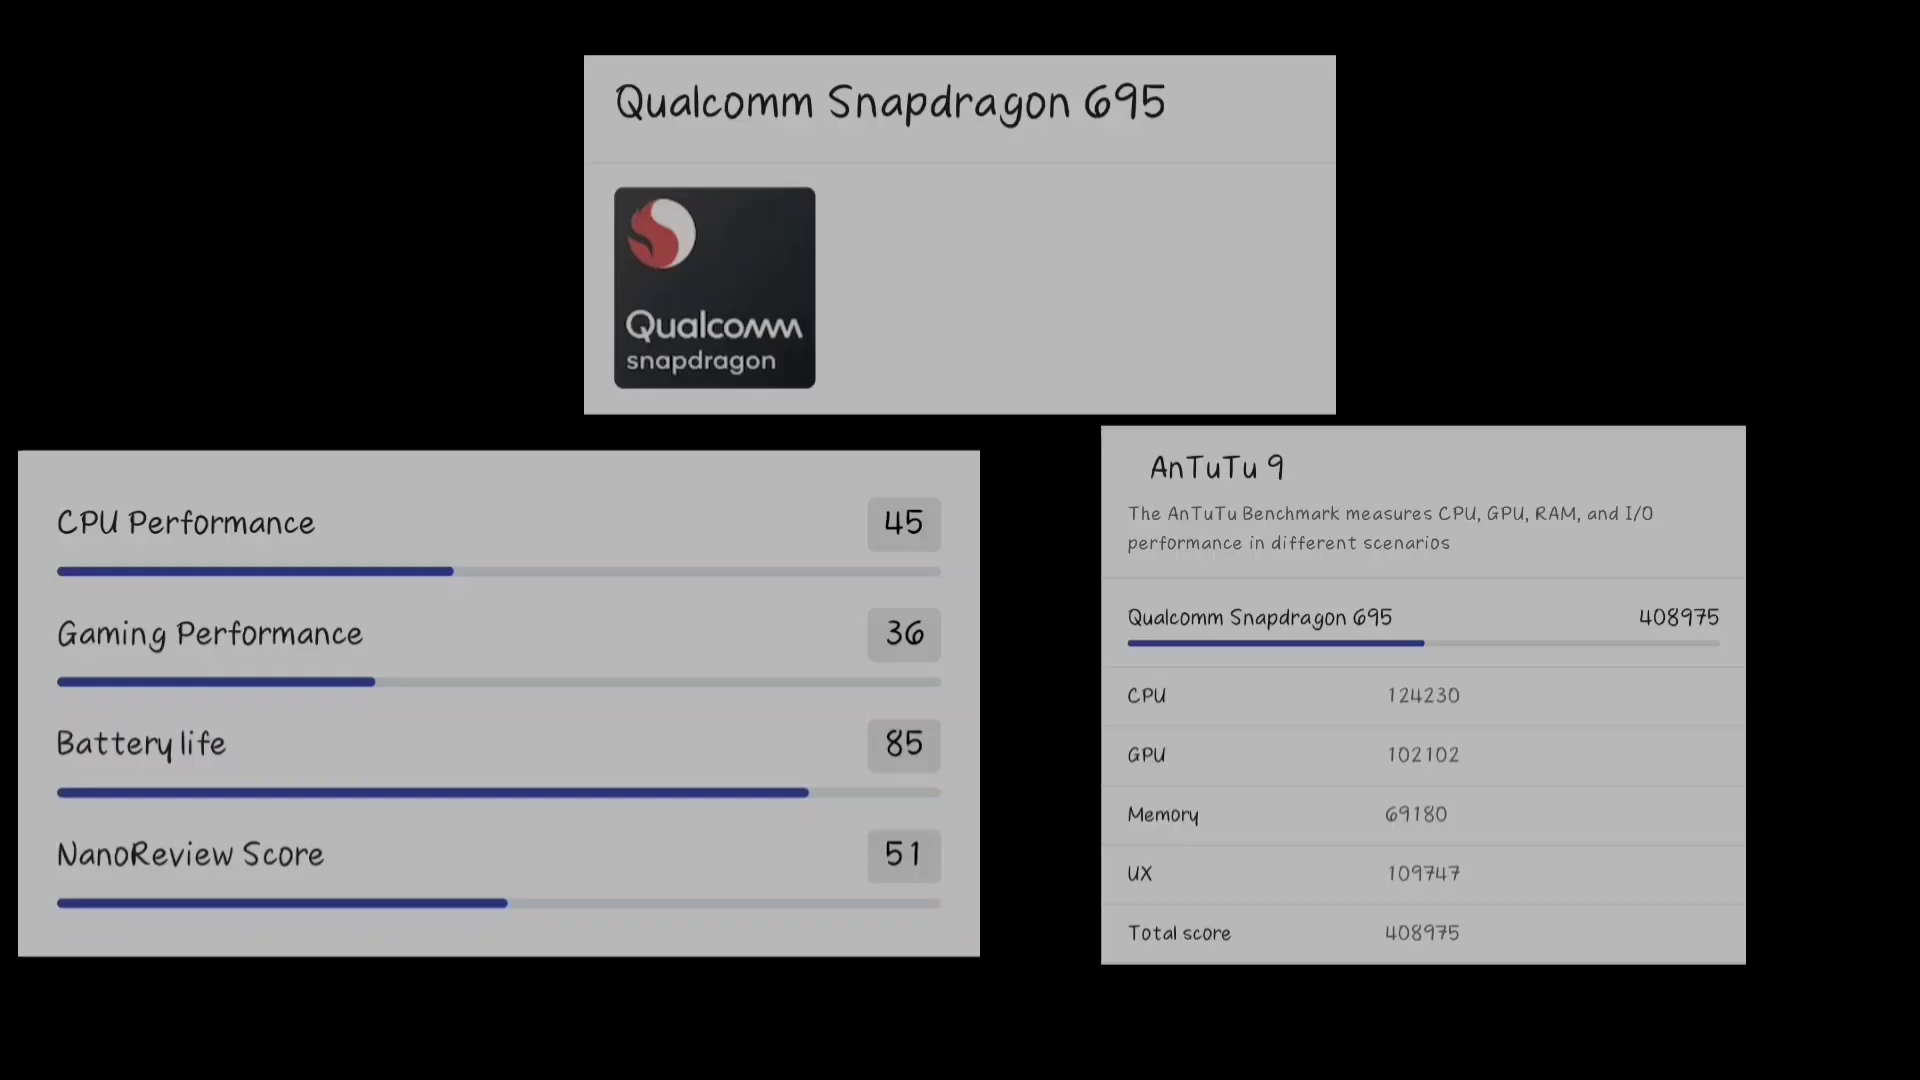 Qualcomm Snapdragon 695
Qualcomm
snapdragon
CPU Performance 45
Gaming Performance 36
Battery life 85
NanoReview Score 51
AnTuTu 9
The AnTuTu Benchmark measures CPU, GPU, RAM, and I/O
performance in different scenarios
Qualcomm Snapdragon 695 408975
CPU 124230
GPU 102102
Memory 69180
UX 109747
Total score 408975